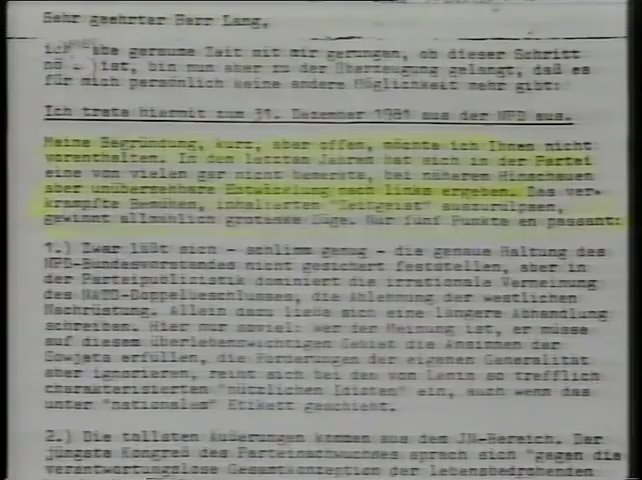 Sehr geehrter Herr Lang,
ich habe geraume Zeit mit mir gerungen, ob dieser Schritt
ist, bin nun aber zu der Überzeugung gelangt, daß es
für mich persönlich keine andere Möglichkeit mehr gibt:
Ich trete hiermit zum 31. Dezember 1981 aus der NPD aus.
Meine Begründung, kurz, aber offen, möchte ich Ihnen nicht
vorenthalten. In den letzten Jahren hat sich in der Partei
eine von vielen gar nicht bemerkte, bei näherem Hinschauen
aber unübersehbare Entwicklung nach links ergeben. Das ver-
krampfte Bemühen, inhalierten "Zeitgeist" auszurülpsen,
gewinnt allmählich groteske Züge. Nur fünf Punkte en passant:
1.) Zwar läßt sich - schlimm genug - die genaue Haltung des
NPD-Bundesvorstandes nicht gesichert feststellen, aber in
der Parteipublizistik dominiert die irrationale Verneinung
des NATO-Doppelbeschlusses, die Ablehnung der westlichen
Nachrüstung. Allein dazu ließe sich eine längere Abhandlung
schreiben. Hier nur soviel: wer der Meinung ist, er müsse
auf diesem überlebenswichtigen Gebiet die Ansinnen der
Sowjets erfüllen, die Forderungen der eigenen Generalität
aber ignorieren, reiht sich bei den von Lenin so trefflich
charakterisierten "nützlichen Idioten" ein, auch wenn das
unter "nationalem" Etikett geschieht.
2.) Die tollsten Äußerungen kommen aus dem JN-Bereich. Der
jüngste Kongreß des Parteinachwuchses sprach sich "gegen die
verantwortungslose Gesamtkonzeption der lebensbedrohenden